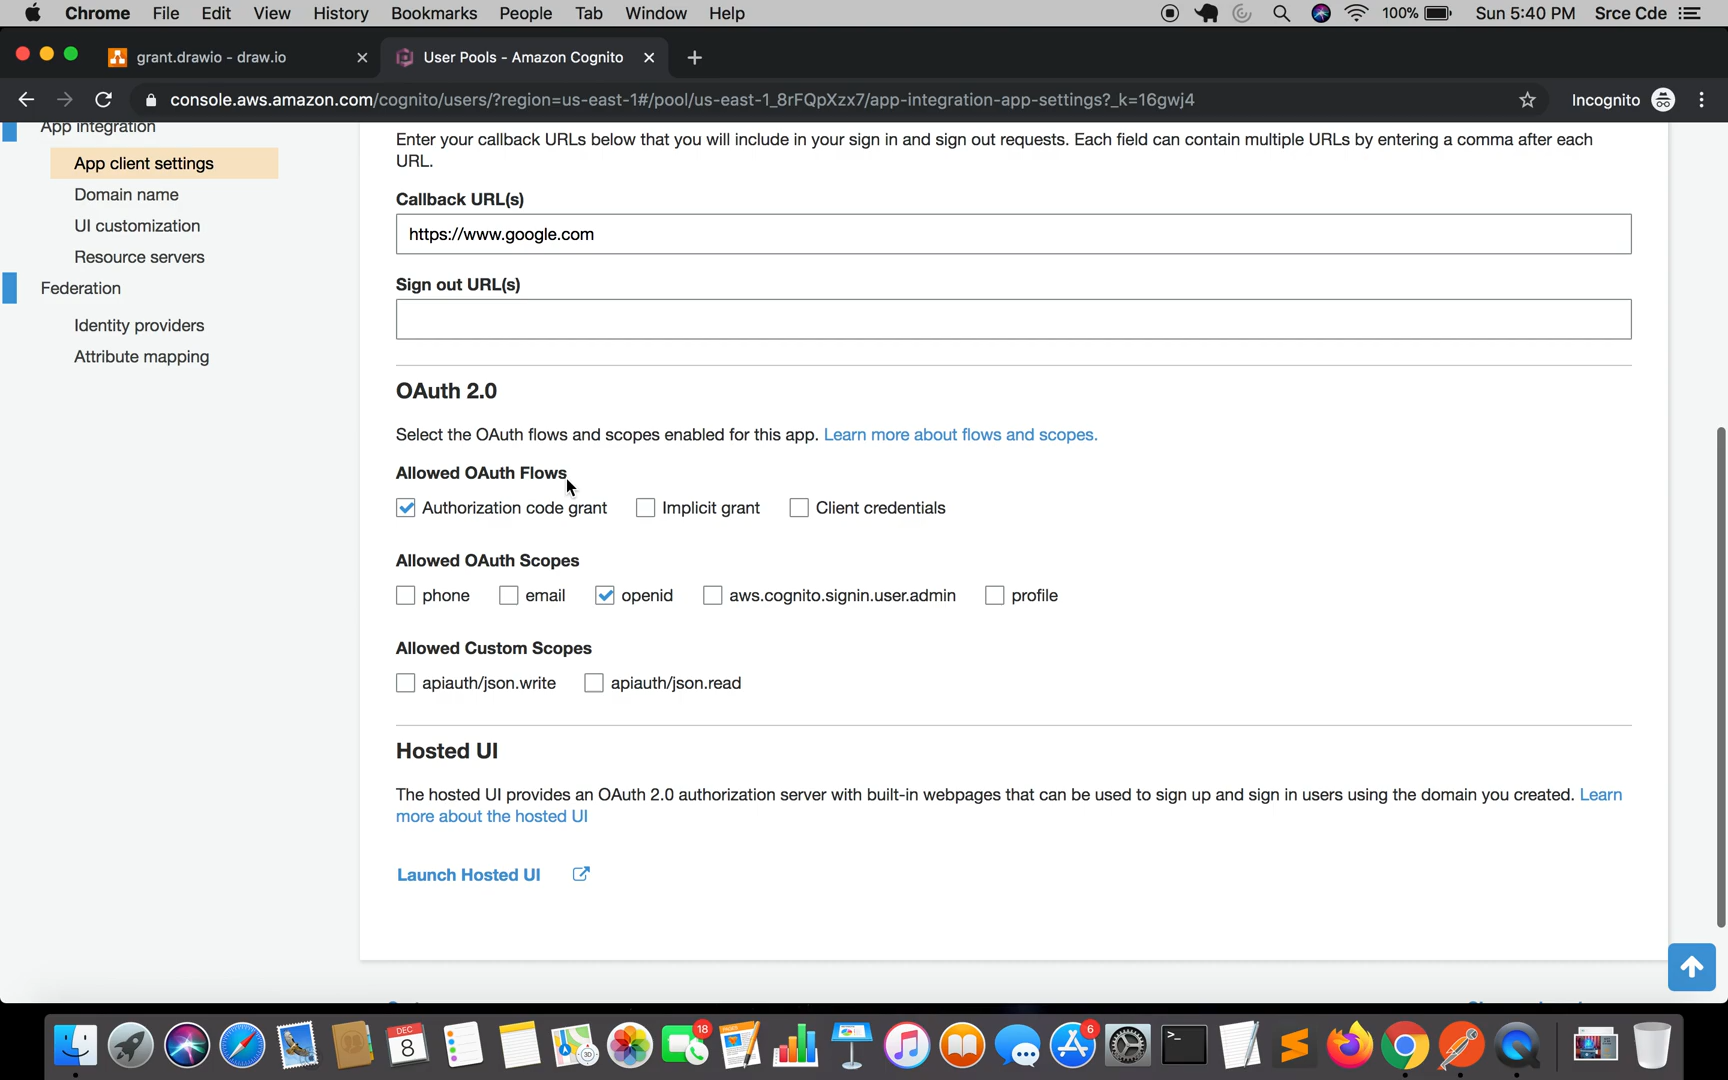 Chrome File Edit View History Bookmarks People Tab Window Help 100% Sun 5:40 PM Srce Cde
grant.drawio - draw.io User Pools - Amazon Cognito
console.aws.amazon.com/cognito/users/?region=us-east-1#/pool/us-east-1_8rFQpXzx7/app-integration-app-settings?_k=16gwj4 Incognito
App integration
App client settings
Domain name
UI customization
Resource servers
Federation
Identity providers
Attribute mapping
Enter your callback URLs below that you will include in your sign in and sign out requests. Each field can contain multiple URLs by entering a comma after each
URL.
Callback URL(s)
https://www.google.com
Sign out URL(s)
OAuth 2.0
Select the OAuth flows and scopes enabled for this app. Learn more about flows and scopes.
Allowed OAuth Flows
Authorization code grant Implicit grant Client credentials
Allowed OAuth Scopes
phone email openid aws.cognito.signin.user.admin profile
Allowed Custom Scopes
apiauth/json.write apiauth/json.read
Hosted UI
The hosted UI provides an OAuth 2.0 authorization server with built-in webpages that can be used to sign up and sign in users using the domain you created. Learn
more about the hosted UI
Launch Hosted UI
DEC
8
18
6